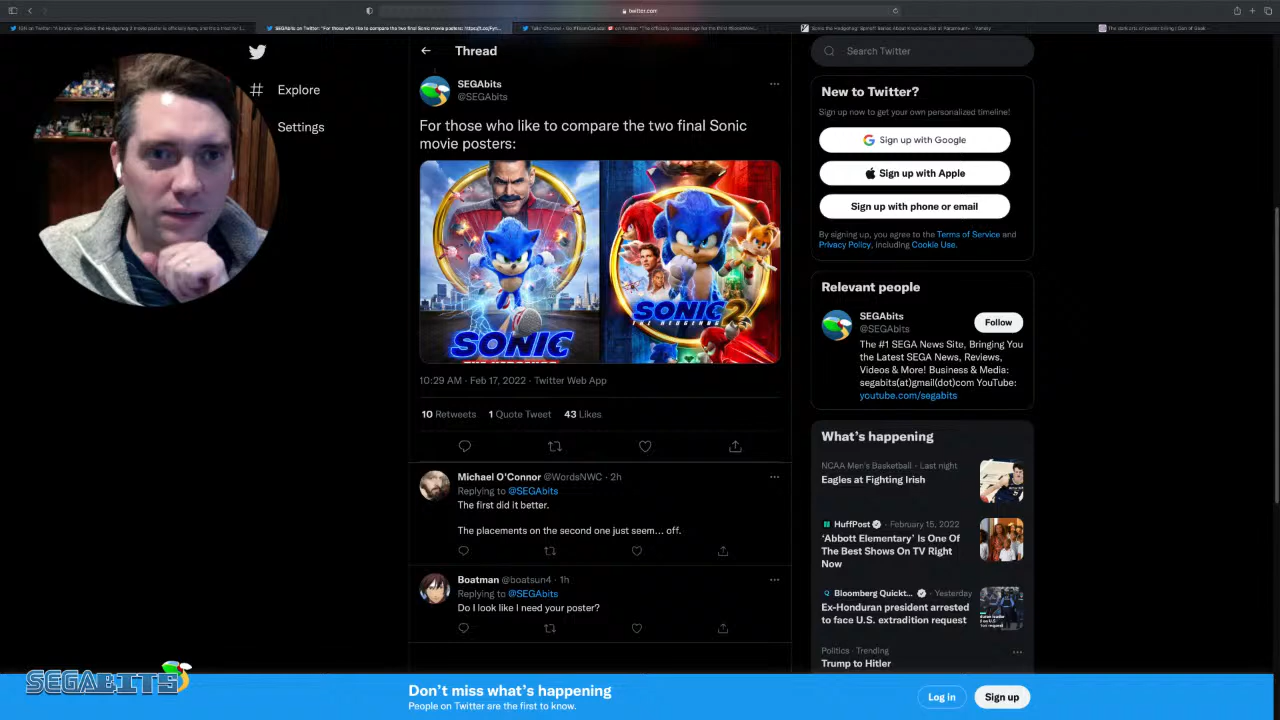 twitter.com
Thread
Explore
Settings
SEGAbits
@SEGAbits
For those who like to compare the two final Sonic
movie posters:
SONIC
THE HEDGEHOG
SONIC 2
THE HEDGEHOG
10:29 AM · Feb 17, 2022 · Twitter Web App
10 Retweets 1 Quote Tweet 43 Likes
Michael O'Connor @WordsNWC · 2h
Replying to @SEGAbits
The first did it better.
The placements on the second one just seem... off.
Boatman @boatsun4 · 1h
Replying to @SEGAbits
Do I look like I need your poster?
Search Twitter
New to Twitter?
Sign up now to get your own personalized timeline!
Sign up with Google
Sign up with Apple
Sign up with phone or email
By signing up, you agree to the Terms of Service and
Privacy Policy, including Cookie Use.
Relevant people
SEGAbits
@SEGAbits
Follow
The #1 SEGA News Site, Bringing You
the Latest SEGA News, Reviews,
Videos & More! Business & Media:
segabits(at)gmail(dot)com YouTube:
youtube.com/segabits
What's happening
NCAA Men's Basketball · Last night
Eagles at Fighting Irish
HuffPost · February 15, 2022
'Abbott Elementary' Is One Of
The Best Shows On TV Right
Now
Bloomberg Quickt... · Yesterday
Ex-Honduran president arrested
to face U.S. extradition request
Politics · Trending
Trump to Hitler
SEGABITS
Don't miss what's happening
People on Twitter are the first to know.
Log in
Sign up